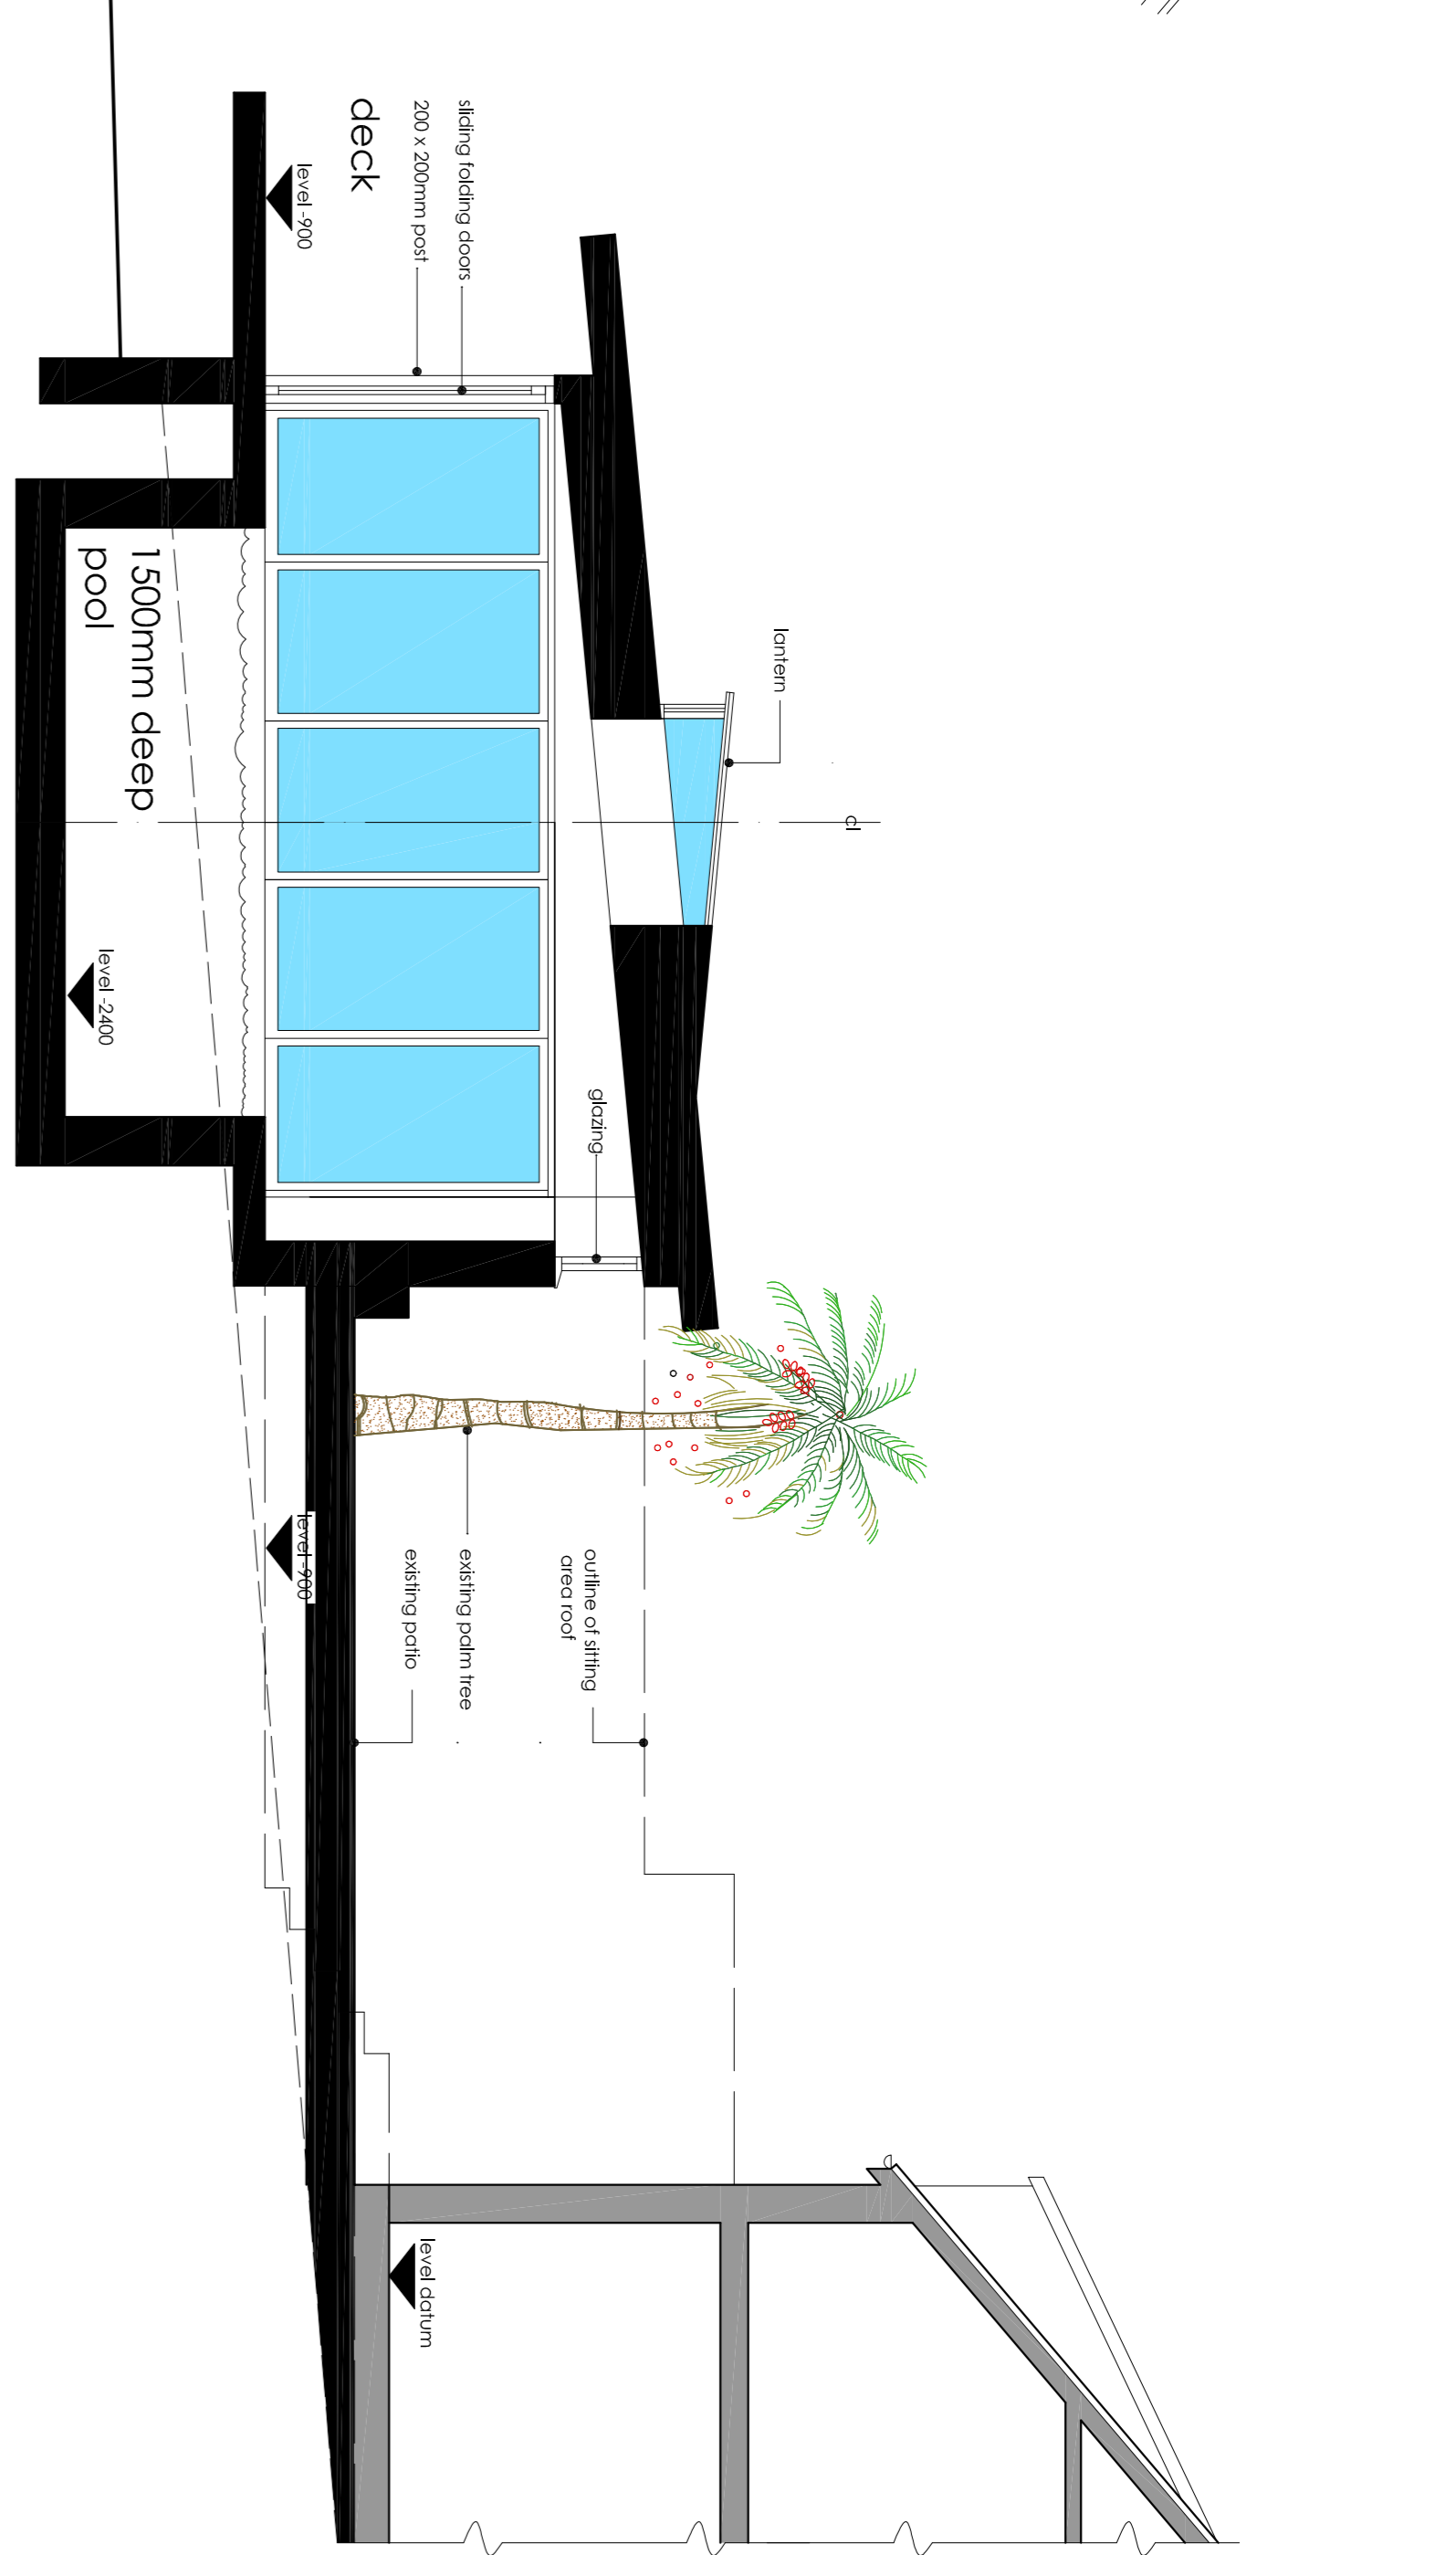 cl
lantern
glazing
outline of sitting
area roof
sliding folding doors
200 x 200mm post
existing palm tree
existing patio
level datum
deck
level -900
level -900
1500mm deep
pool
level -2400